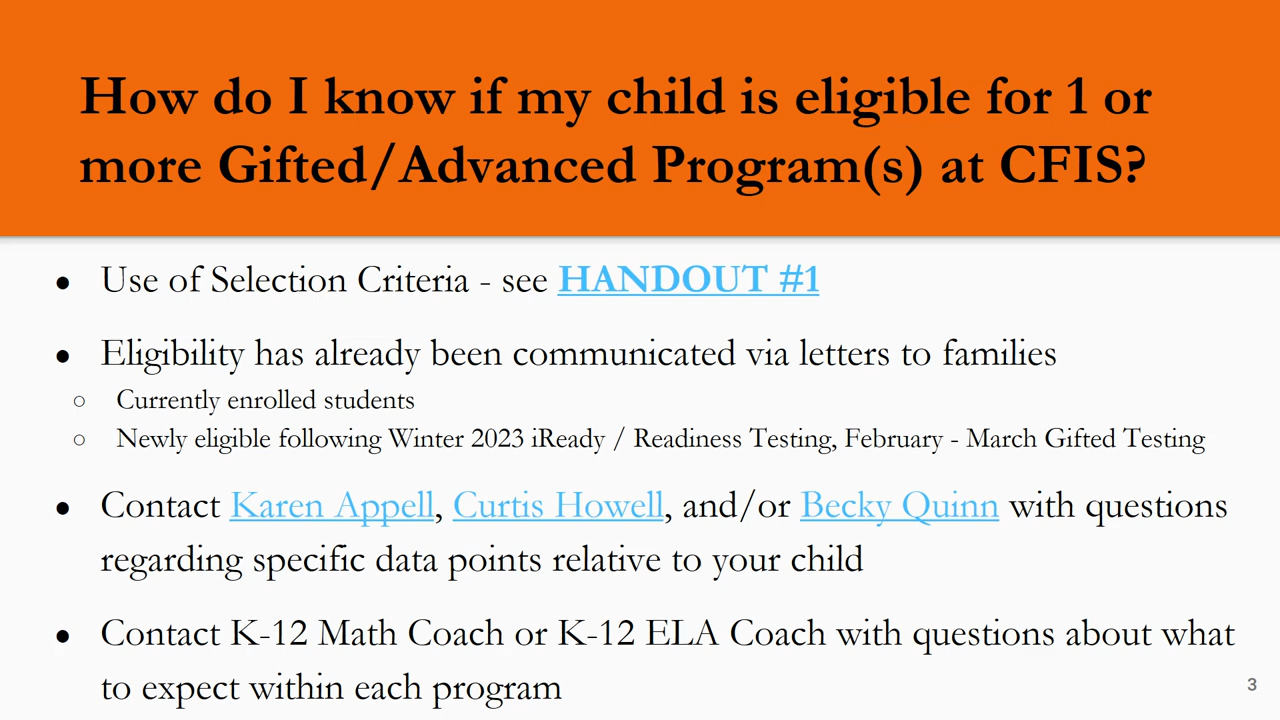 How do I know if my child is eligible for 1 or
more Gifted/Advanced Program(s) at CFIS?
● Use of Selection Criteria - see HANDOUT #1
● Eligibility has already been communicated via letters to families
○ Currently enrolled students
○ Newly eligible following Winter 2023 iReady / Readiness Testing, February - March Gifted Testing
● Contact Karen Appell, Curtis Howell, and/or Becky Quinn with questions
regarding specific data points relative to your child
● Contact K-12 Math Coach or K-12 ELA Coach with questions about what
to expect within each program
3